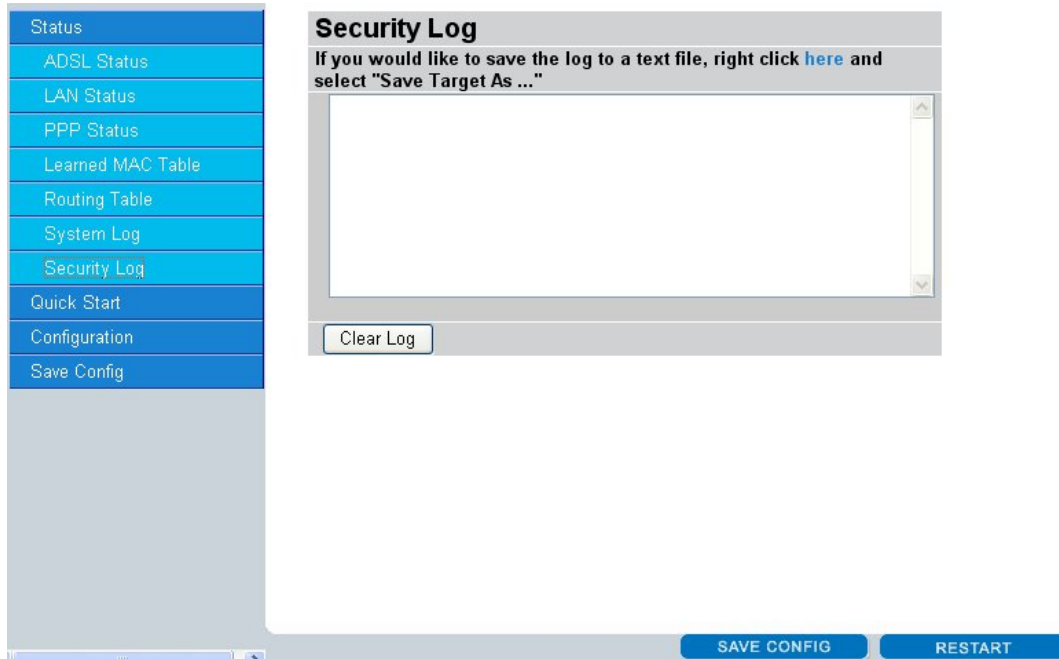 Status
ADSL Status
LAN Status
PPP Status
Learned MAC Table
Routing Table
System Log
Security Log
Quick Start
Configuration
Save Config
Security Log
If you would like to save the log to a text file, right click here and
select "Save Target As ..."
Clear Log
SAVE CONFIG
RESTART